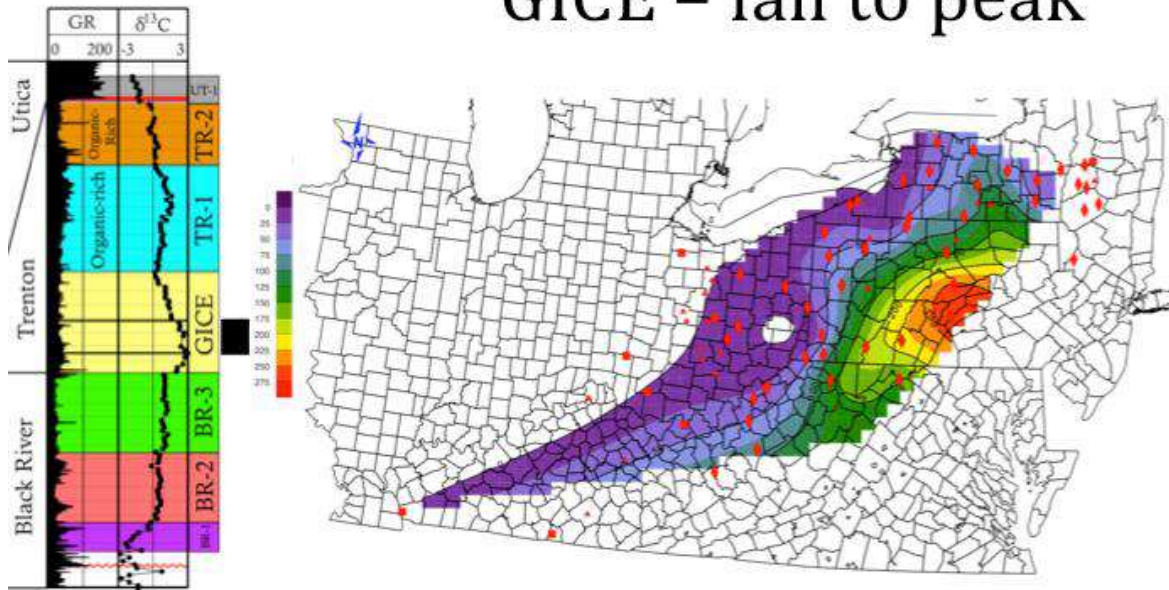 GICE – fall to peak
GR
δ13C
0 200 -3 3
Utica
Trenton
Black River
Organic-Rich
Organic-rich
UT-1
TR-2
TR-1
GICE
BR-3
BR-2
BR-1
N
0
25
50
75
100
125
150
175
200
225
250
275